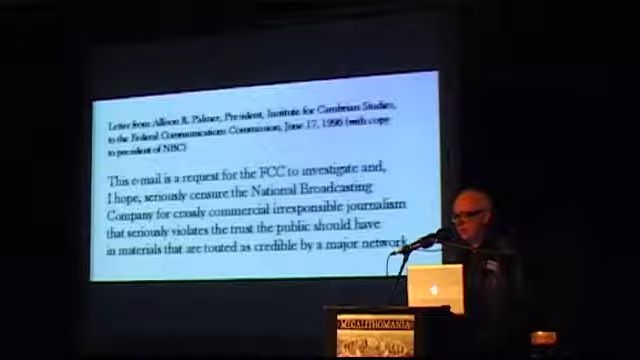 Letter from Allison R. Palmer, President, Institute for Cambrian Studies,
to the Federal Communications Commission, June 17, 1996 (with copy
to president of NBC)
This e-mail is a request for the FCC to investigate and,
I hope, seriously censure the National Broadcasting
Company for crassly commercial irresponsible journalism
that seriously violates the trust the public should have
in materials that are touted as credible by a major network
MEGALITHOMANIA